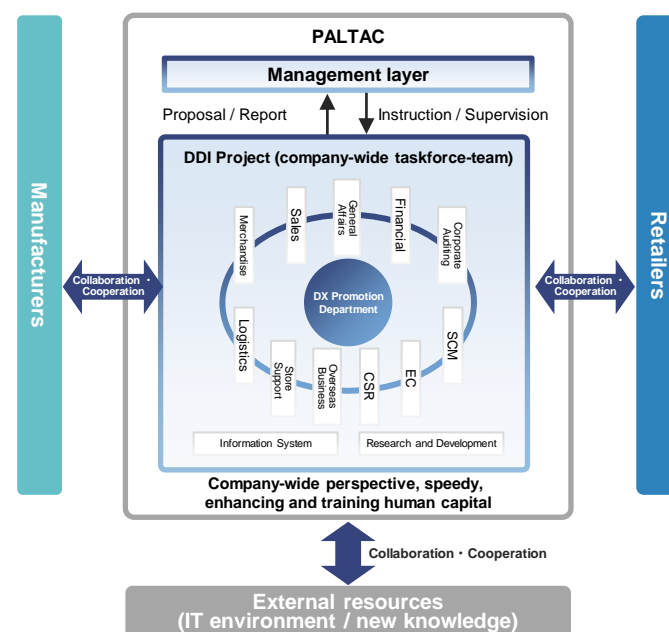 PALTAC
Management layer
Proposal / Report
Instruction / Supervision
DDI Project (company-wide taskforce-team)
Manufacturers
Collaboration・
Cooperation
Merchandise
Sales
General
Affairs
Financial
Corporate
Auditing
DX Promotion
Department
Logistics
Store
Support
Overseas
Business
CSR
EC
SCM
Information System
Research and Development
Collaboration・
Cooperation
Retailers
Company-wide perspective, speedy,
enhancing and training human capital
Collaboration・Cooperation
External resources
(IT environment / new knowledge)